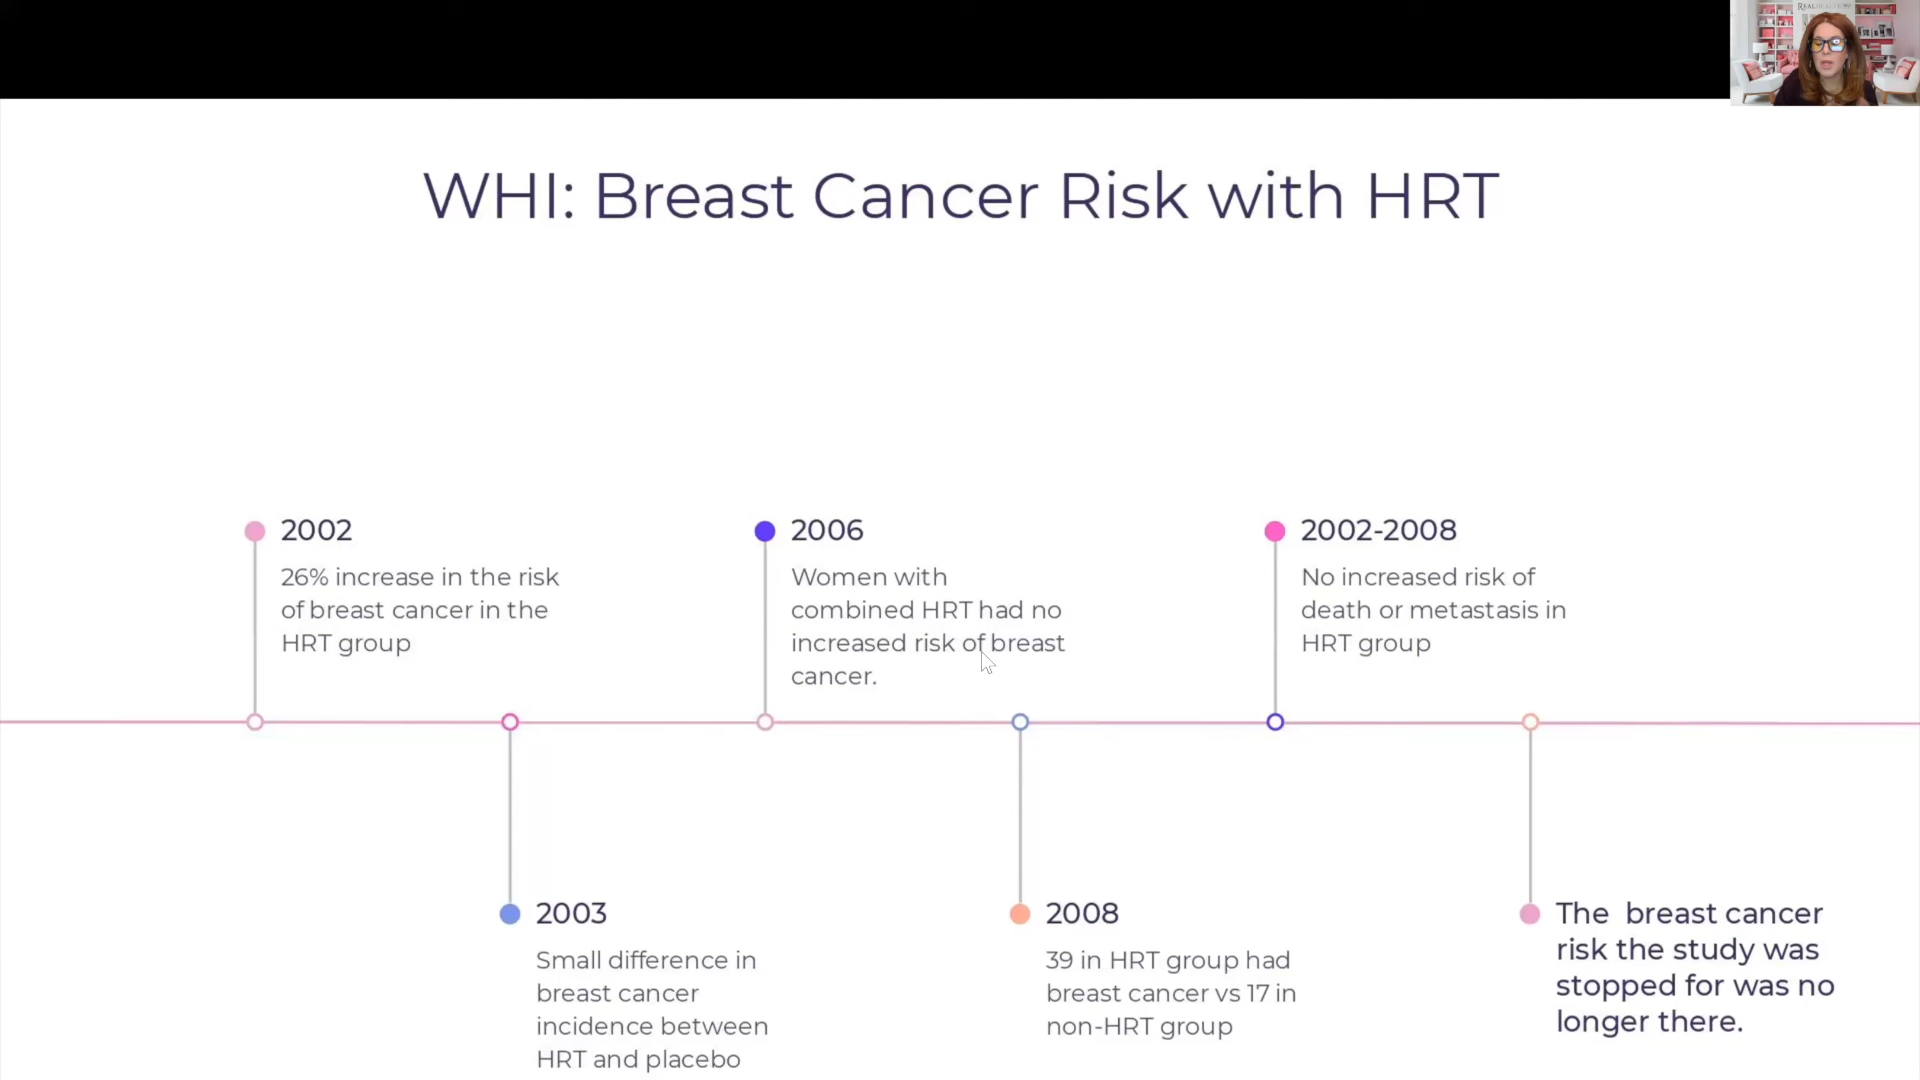 WHI: Breast Cancer Risk with HRT
2002
26% increase in the risk
of breast cancer in the
HRT group
2003
Small difference in
breast cancer
incidence between
HRT and placebo
2006
Women with
combined HRT had no
increased risk of breast
cancer.
2008
39 in HRT group had
breast cancer vs 17 in
non-HRT group
2002-2008
No increased risk of
death or metastasis in
HRT group
The  breast cancer
risk the study was
stopped for was no
longer there.